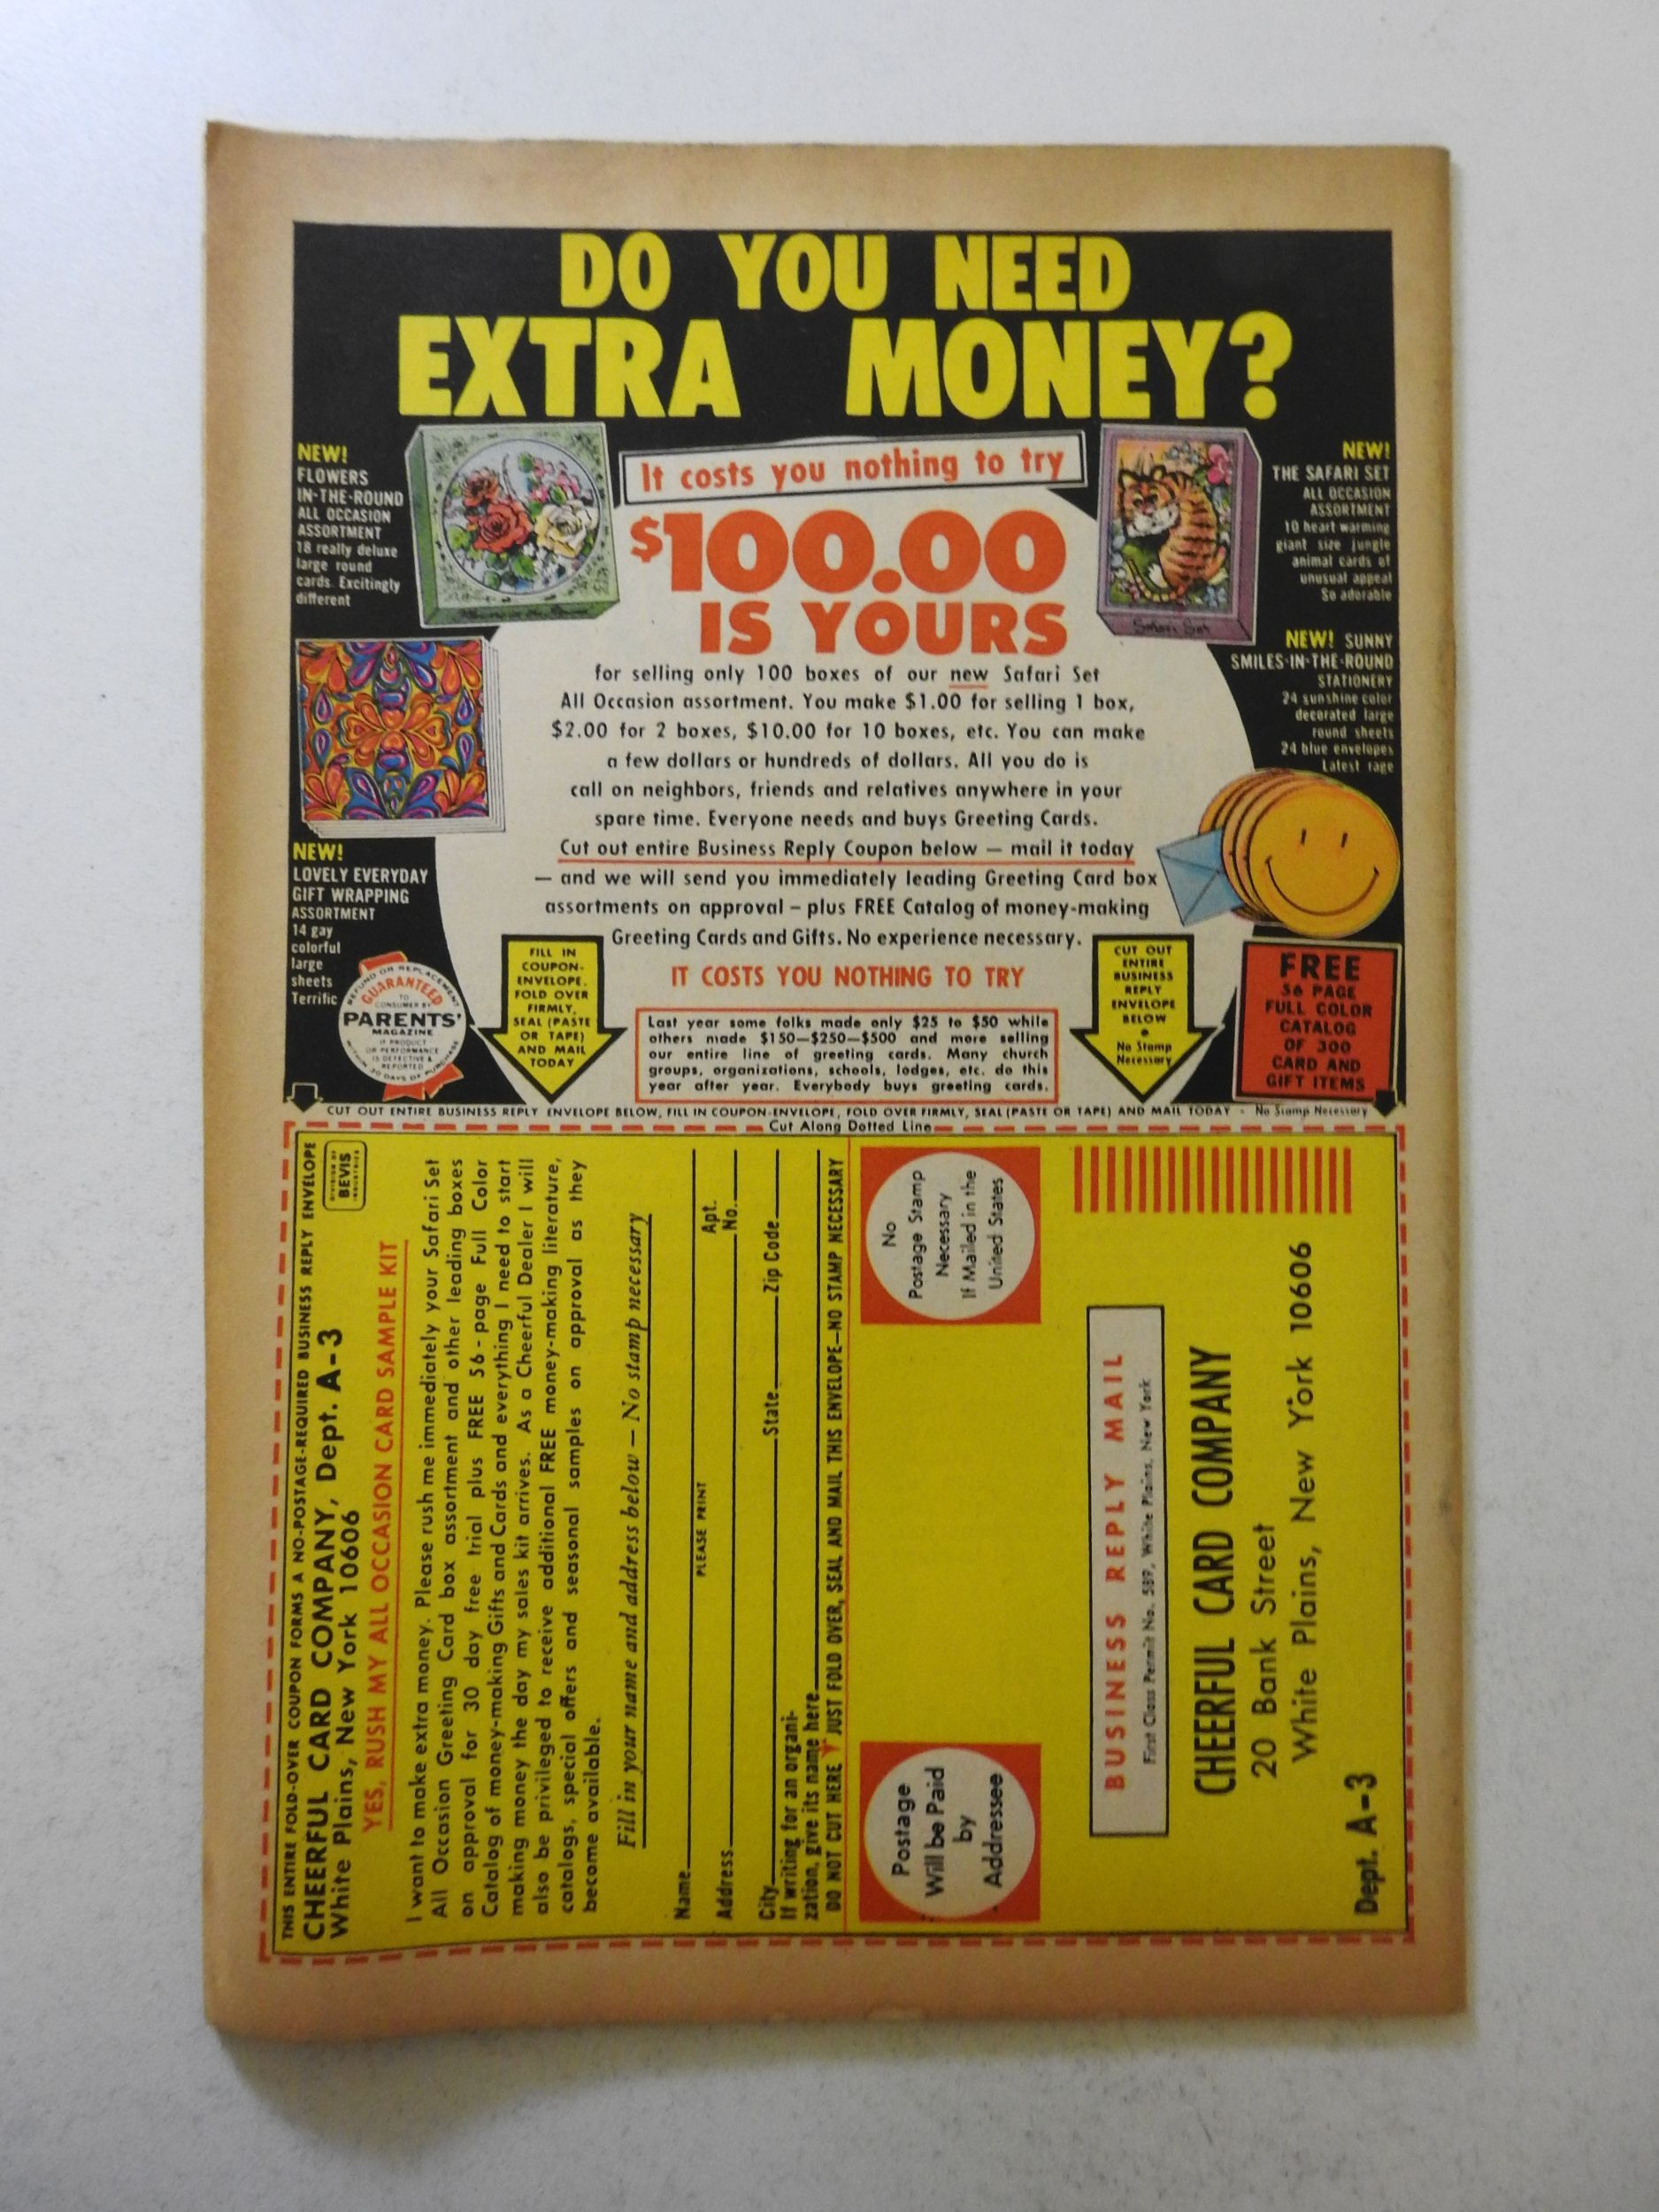 DO YOU NEED
EXTRA MONEY?
NEW!
FLOWERS
IN-THE-ROUND
ALL OCCASION
ASSORTMENT
18 really deluxe
large round
cards. Excitingly
different
It costs you nothing to try
NEW!
THE SAFARI SET
ALL OCCASION
ASSORTMENT
10 heart warming
giant size jungle
animal cards of
unusual appeal
So adorable
Safari Set
$100.00
IS YOURS
for selling only 100 boxes of our new Safari Set
All Occasion assortment. You make $1.00 for selling 1 box,
$2.00 for 2 boxes, $10.00 for 10 boxes, etc. You can make
a few dollars or hundreds of dollars. All you do is
call on neighbors, friends and relatives anywhere in your
spare time. Everyone needs and buys Greeting Cards.
Cut out entire Business Reply Coupon below — mail it today
— and we will send you immediately leading Greeting Card box
assortments on approval – plus FREE Catalog of money-making
Greeting Cards and Gifts. No experience necessary.
IT COSTS YOU NOTHING TO TRY
NEW! SUNNY
SMILES-IN-THE-ROUND
STATIONERY
24 sunshine color
decorated large
round sheets
24 blue envelopes
Latest rage
NEW!
LOVELY EVERYDAY
GIFT WRAPPING
ASSORTMENT
14 gay
colorful
large
sheets
Terrific
REFUND OR REPLACEMENT
GUARANTEED
TO
CONSUMER BY
PARENTS'
MAGAZINE
IF PRODUCT
OR PERFORMANCE
IS DEFECTIVE &
REPORTED
WITHIN 30 DAYS OF PURCHASE
FILL IN
COUPON-
ENVELOPE.
FOLD OVER
FIRMLY,
SEAL (PASTE
OR TAPE)
AND MAIL
TODAY
Last year some folks made only $25 to $50 while
others made $150—$250—$500 and more selling
our entire line of greeting cards. Many church
groups, organizations, schools, lodges, etc. do this
year after year. Everybody buys greeting cards.
CUT OUT
ENTIRE
BUSINESS
REPLY
ENVELOPE
BELOW
•
No Stamp
Necessary
FREE
56 PAGE
FULL COLOR
CATALOG
OF 300
CARD AND
GIFT ITEMS
CUT OUT ENTIRE BUSINESS REPLY ENVELOPE BELOW, FILL IN COUPON-ENVELOPE, FOLD OVER FIRMLY, SEAL (PASTE OR TAPE) AND MAIL TODAY - No Stamp Necessary
Cut Along Dotted Line
THIS ENTIRE FOLD-OVER COUPON FORMS A NO-POSTAGE-REQUIRED BUSINESS REPLY ENVELOPE
CHEERFUL CARD COMPANY, Dept. A-3
White Plains, New York 10606
DIVISION OF
BEVIS
INDUSTRIES
YES, RUSH MY ALL OCCASION CARD SAMPLE KIT
I want to make extra money. Please rush me immediately your Safari Set
All Occasion Greeting Card box assortment and other leading boxes
on approval for 30 day free trial plus FREE 56-page Full Color
Catalog of money-making Gifts and Cards and everything I need to start
making money the day my sales kit arrives. As a Cheerful Dealer I will
also be privileged to receive additional FREE money-making literature,
catalogs, special offers and seasonal samples on approval as they
become available.
Fill in your name and address below — No stamp necessary
Name
PLEASE PRINT
Address Apt. No.
City State Zip Code
If writing for an organi-
zation, give its name here
DO NOT CUT HERE JUST FOLD OVER, SEAL AND MAIL THIS ENVELOPE—NO STAMP NECESSARY
Postage
Will be Paid
by
Addressee
No
Postage Stamp
Necessary
If Mailed in the
United States
BUSINESS REPLY MAIL
First Class Permit No. 589, White Plains, New York
CHEERFUL CARD COMPANY
20 Bank Street
White Plains, New York 10606
Dept. A-3